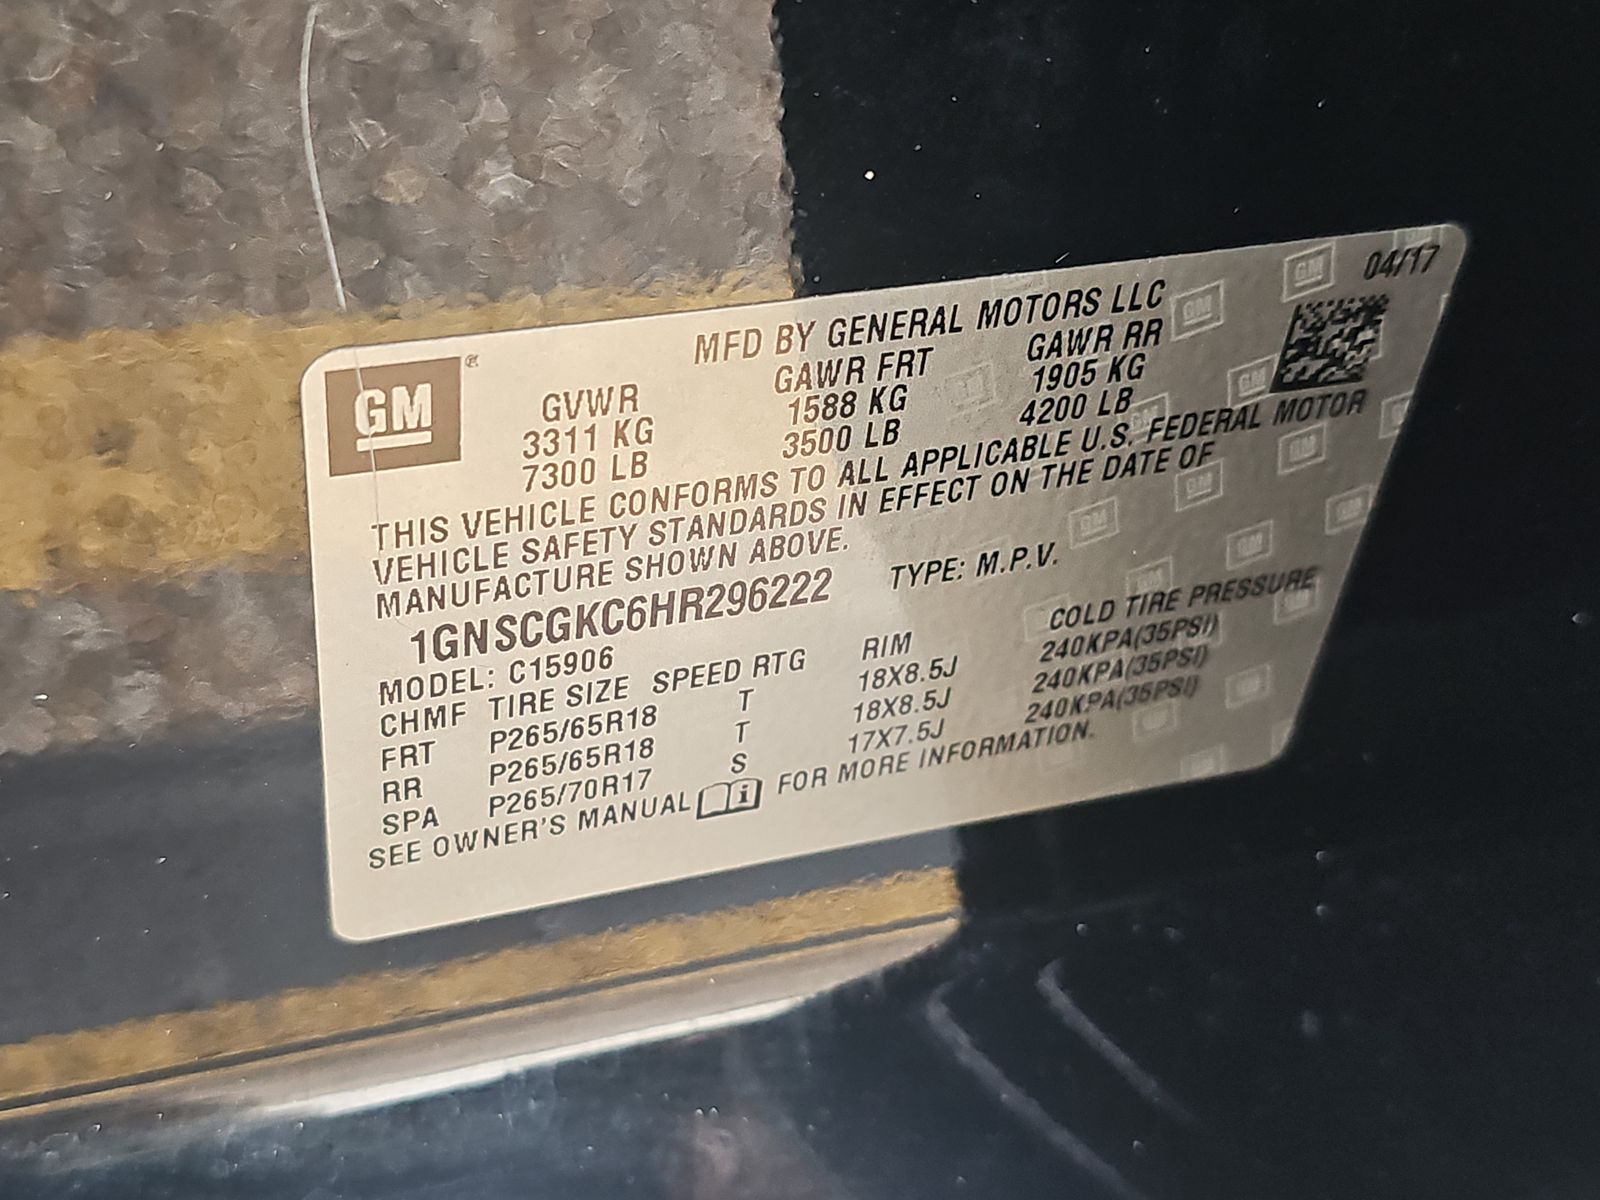 04/17
GM®
MFD BY GENERAL MOTORS LLC
GVWR GAWR FRT GAWR RR
3311 KG 1588 KG 1905 KG
7300 LB 3500 LB 4200 LB
THIS VEHICLE CONFORMS TO ALL APPLICABLE U.S. FEDERAL MOTOR
VEHICLE SAFETY STANDARDS IN EFFECT ON THE DATE OF
MANUFACTURE SHOWN ABOVE.
1GNSCGKC6HR296222 TYPE: M.P.V.
MODEL: C15906
CHMF TIRE SIZE SPEED RTG RIM COLD TIRE PRESSURE
FRT P265/65R18 T 18X8.5J 240KPA(35PSI)
RR P265/65R18 T 18X8.5J 240KPA(35PSI)
SPA P265/70R17 S 17X7.5J 240KPA(35PSI)
SEE OWNER'S MANUAL i FOR MORE INFORMATION.